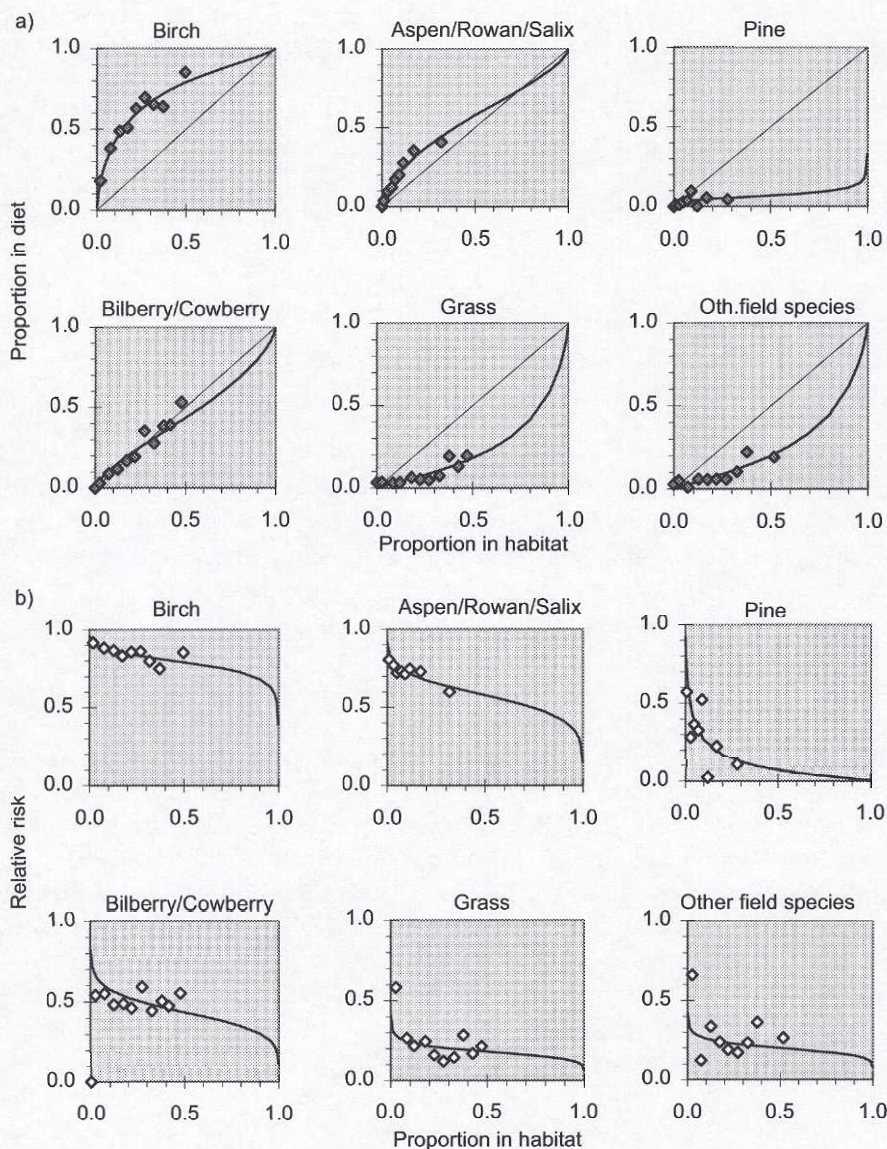 a)
Birch
Aspen/Rowan/Salix
Pine
1.0
0.5
0.0
0.0 0.5 1.0
1.0
0.5
0.0
0.0 0.5 1.0
1.0
0.5
0.0
0.0 0.5 1.0
Proportion in diet
Bilberry/Cowberry
Grass
Oth.field species
1.0
0.5
0.0
0.0 0.5 1.0
1.0
0.5
0.0
0.0 0.5 1.0
1.0
0.5
0.0
0.0 0.5 1.0
Proportion in habitat
b)
Birch
Aspen/Rowan/Salix
Pine
1.0
0.5
0.0
0.0 0.5 1.0
1.0
0.5
0.0
0.0 0.5 1.0
1.0
0.5
0.0
0.0 0.5 1.0
Relative risk
Bilberry/Cowberry
Grass
Other field species
1.0
0.5
0.0
0.0 0.5 1.0
1.0
0.5
0.0
0.0 0.5 1.0
1.0
0.5
0.0
0.0 0.5 1.0
Proportion in habitat